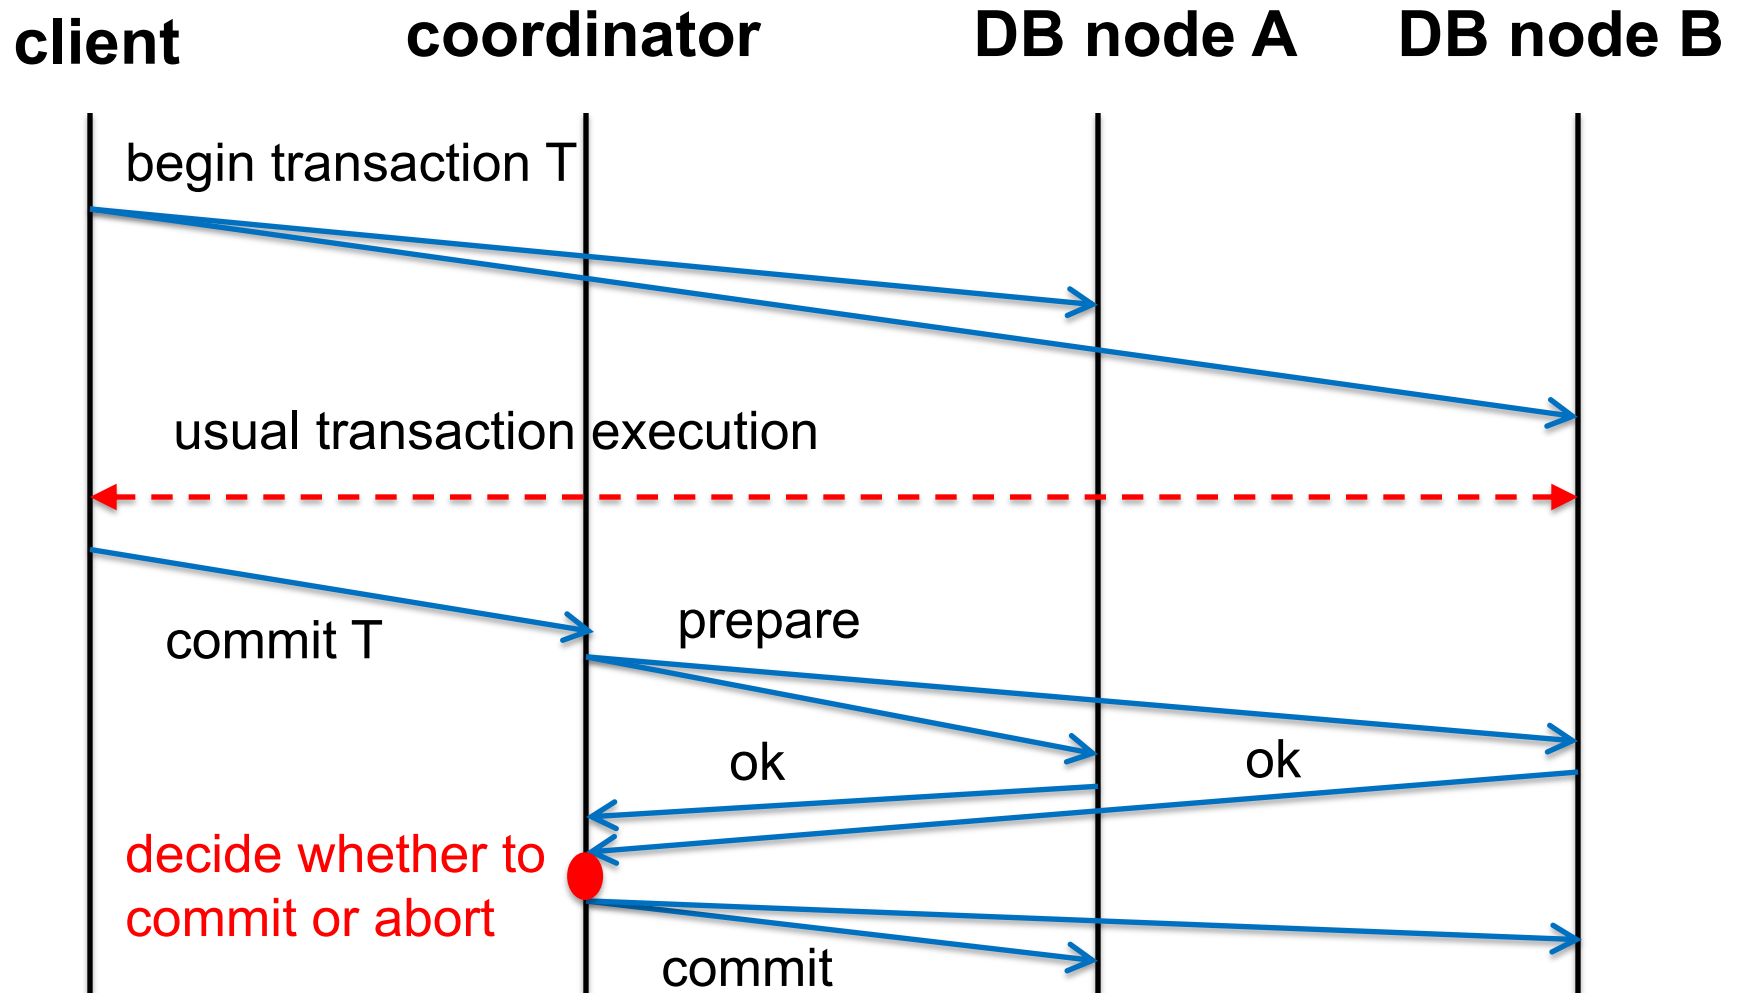 client
coordinator
DB node A
DB node B
begin transaction T
usual transaction execution
commit T
prepare
ok
ok
decide whether to
commit or abort
commit